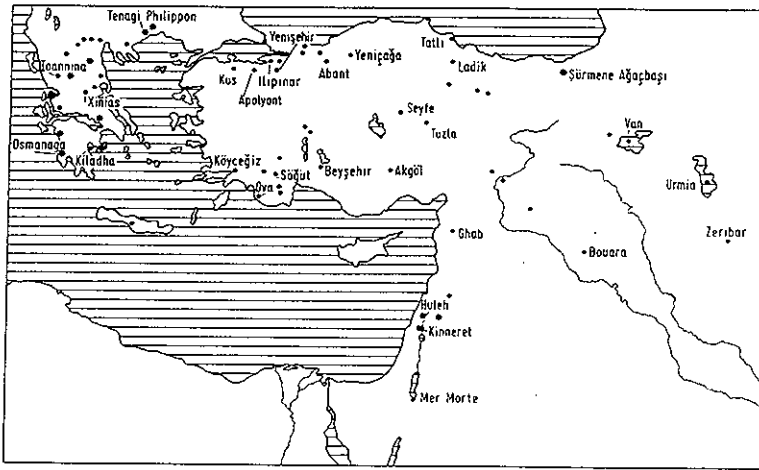 Tenagi Philippon
Yenişehir
Tatlı
Ioannina
Kus
Ilıpınar
Abant
Yeniçağa
Ladik
Şürmene Ağaçbaşı
Apolyont
Xinias
Seyfe
Tuzla
Van
Osmanaga
Kiladha
Köyceğiz
Söğüt
Beyşehir
Akgöl
Urmia
Ova
Ghab
Bouara
Zeribar
Huleh
Kinneret
Mer Morte